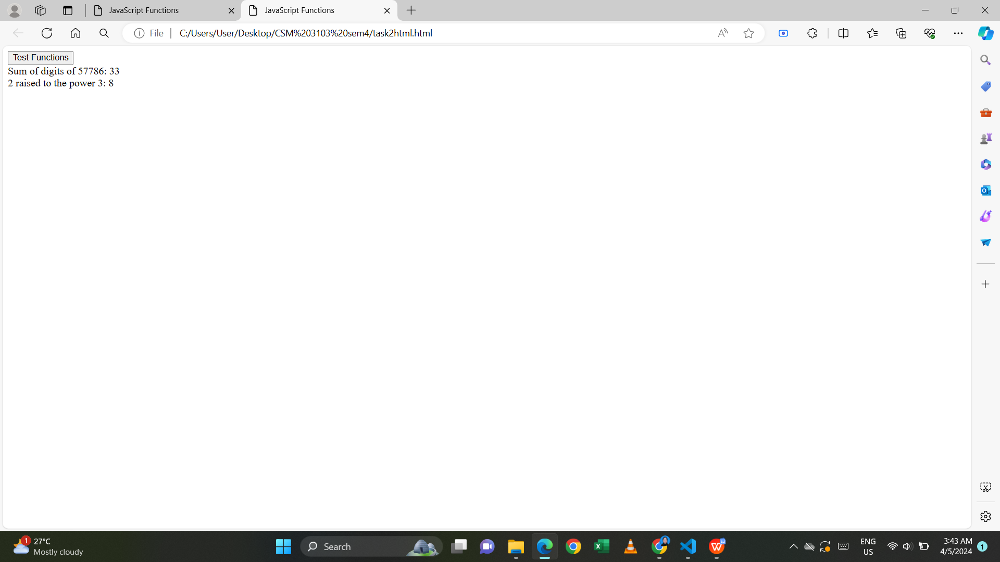 JavaScript Functions
JavaScript Functions
File
C:/Users/User/Desktop/CSM%203103%20sem4/task2html.html
Test Functions
Sum of digits of 57786: 33
2 raised to the power 3: 8
1
27°C
Mostly cloudy
Search
ENG
US
3:43 AM
4/5/2024
1